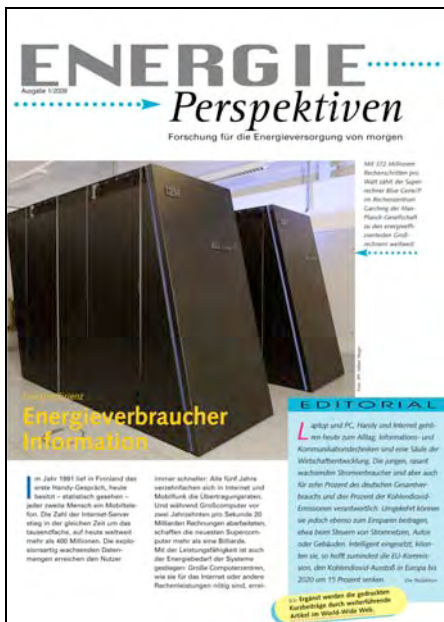 ENERGIE
Ausgabe 1/2009
Perspektiven
Forschung für die Energieversorgung von morgen
Mit 372 Millionen
Rechenschritten pro
Watt zählt der Super-
rechner Blue Gene/P
im Rechenzentrum
Garching der Max-
Planck-Gesellschaft
zu den energieeffi-
zientesten Groß-
rechnern weltweit.
Energieverbraucher
Information
Im Jahr 1991 lief in Finnland das
erste Handy-Gespräch, heute
besitzt – statistisch gesehen –
jeder zweite Mensch ein Mobiltele-
fon. Die Zahl der Internet-Server
stieg in der gleichen Zeit um das
tausendfache, auf heute weltweit
mehr als 400 Millionen. Die explo-
sionsartig wachsenden Daten-
mengen erreichen den Nutzer
immer schneller: Alle fünf Jahre
verzehnfachen sich in Internet und
Mobilfunk die Übertragungsraten.
Und während Großcomputer vor
zwei Jahrzehnten pro Sekunde 20
Milliarden Rechnungen abarbeiteten,
schaffen die neuesten Supercom-
puter mehr als eine Billiarde.
Mit der Leistungsfähigkeit ist auch
der Energiebedarf der Systeme
gestiegen: Große Computerzentren,
wie sie für das Internet oder andere
Rechenleistungen nötig sind, errei-
EDITORIAL
Laptop und PC, Handy und Internet gehö-
ren heute zum Alltag. Informations- und
Kommunikationstechniken sind eine Säule der
Wirtschaftsentwicklung. Die jungen, rasant
wachsenden Stromverbraucher sind aber auch
für zehn Prozent des deutschen Gesamtver-
brauchs und drei Prozent der Kohlendioxid-
Emissionen verantwortlich. Umgekehrt können
sie jedoch ebenso zum Einsparen beitragen,
etwa beim Steuern von Stromnetzen, Autos
oder Gebäuden. Intelligent eingesetzt, könn-
ten sie, so hofft zumindest die EU-Kommis-
sion, den Kohlendioxid-Ausstoß in Europa bis
2020 um 15 Prozent senken. Die Redaktion
Ergänzt werden die gedruckten
Kurzbeiträge durch weiterführende
Artikel im World-Wide Web.